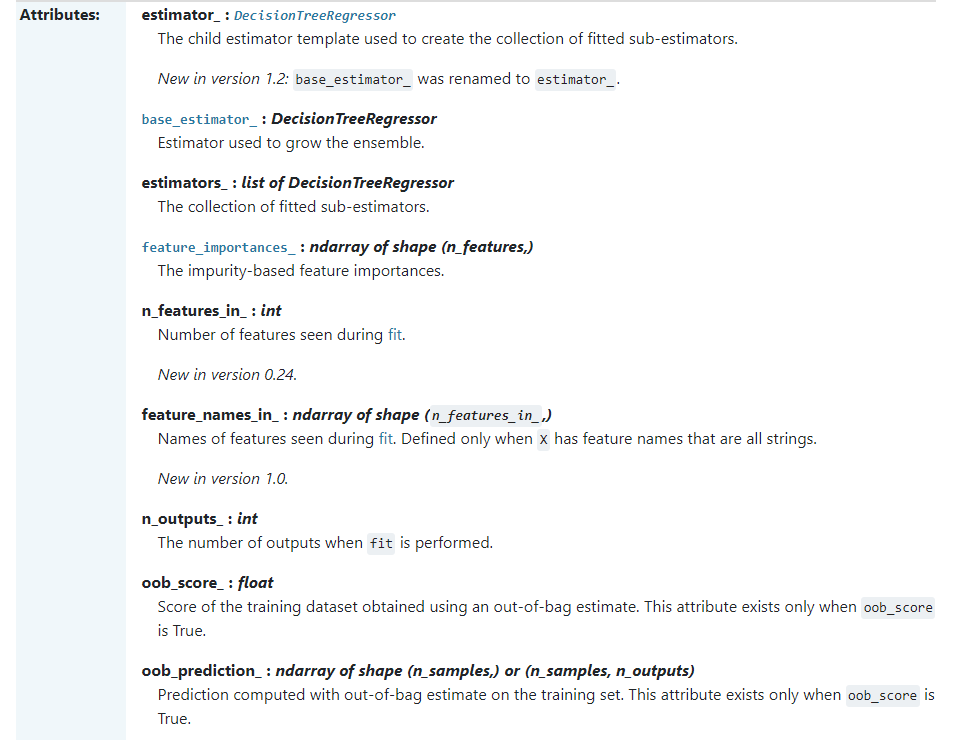 Attributes:
estimator_ : DecisionTreeRegressor
The child estimator template used to create the collection of fitted sub-estimators.
New in version 1.2: base_estimator_ was renamed to estimator_.
base_estimator_ : DecisionTreeRegressor
Estimator used to grow the ensemble.
estimators_ : list of DecisionTreeRegressor
The collection of fitted sub-estimators.
feature_importances_ : ndarray of shape (n_features,)
The impurity-based feature importances.
n_features_in_ : int
Number of features seen during fit.
New in version 0.24.
feature_names_in_ : ndarray of shape (n_features_in_,)
Names of features seen during fit. Defined only when X has feature names that are all strings.
New in version 1.0.
n_outputs_ : int
The number of outputs when fit is performed.
oob_score_ : float
Score of the training dataset obtained using an out-of-bag estimate. This attribute exists only when oob_score
is True.
oob_prediction_ : ndarray of shape (n_samples,) or (n_samples, n_outputs)
Prediction computed with out-of-bag estimate on the training set. This attribute exists only when oob_score is
True.